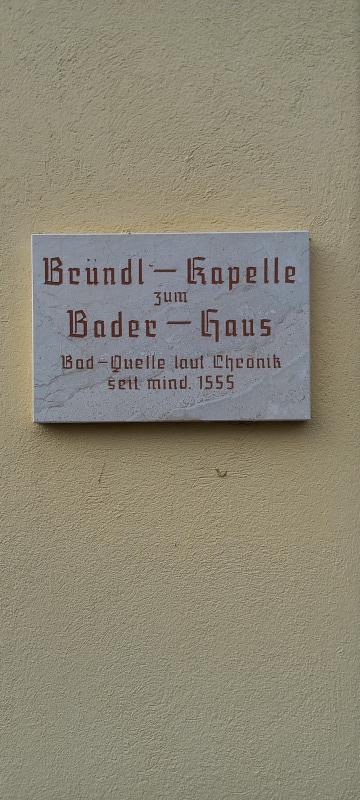 Bründl – Kapelle
zum
Bader – Haus
Bad-Quelle laut Chronik
seit mind. 1555